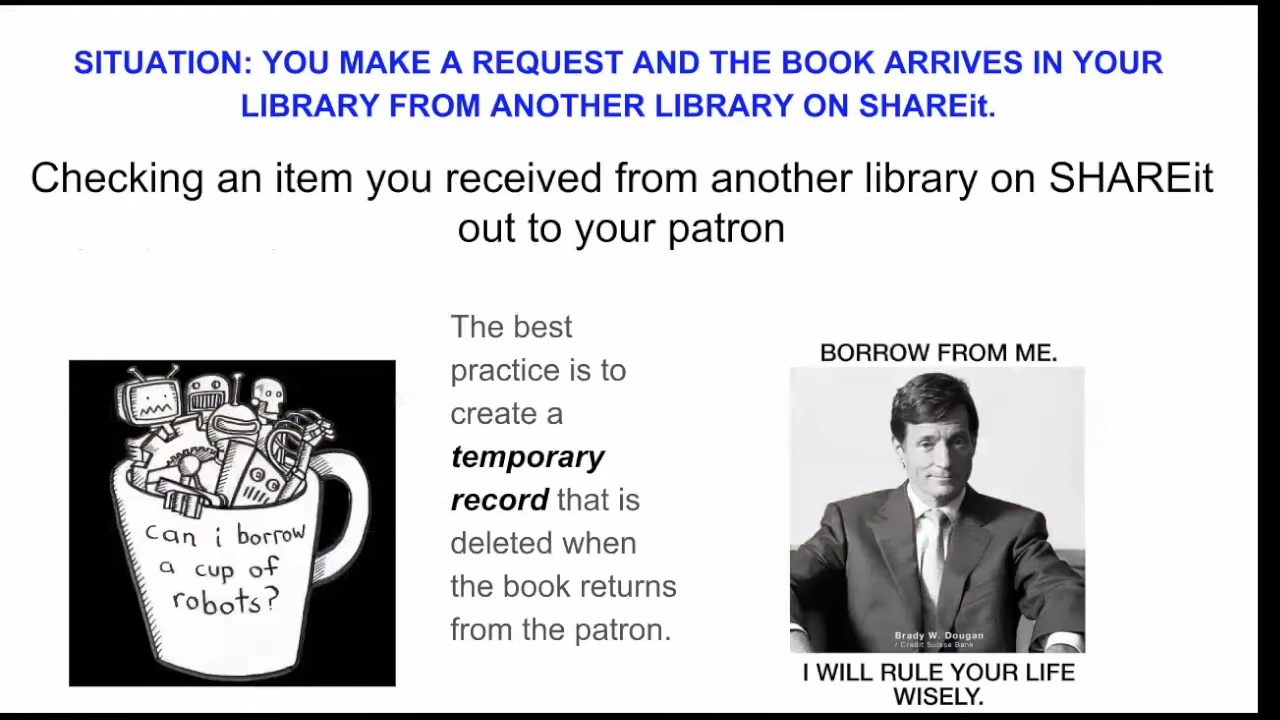 SITUATION: YOU MAKE A REQUEST AND THE BOOK ARRIVES IN YOUR
LIBRARY FROM ANOTHER LIBRARY ON SHAREit.
Checking an item you received from another library on SHAREit
out to your patron
can i borrow
a cup of
robots?
The best
practice is to
create a
temporary
record that is
deleted when
the book returns
from the patron.
BORROW FROM ME.
Brady W. Dougan
/ Credit Suisse Bank
I WILL RULE YOUR LIFE
WISELY.